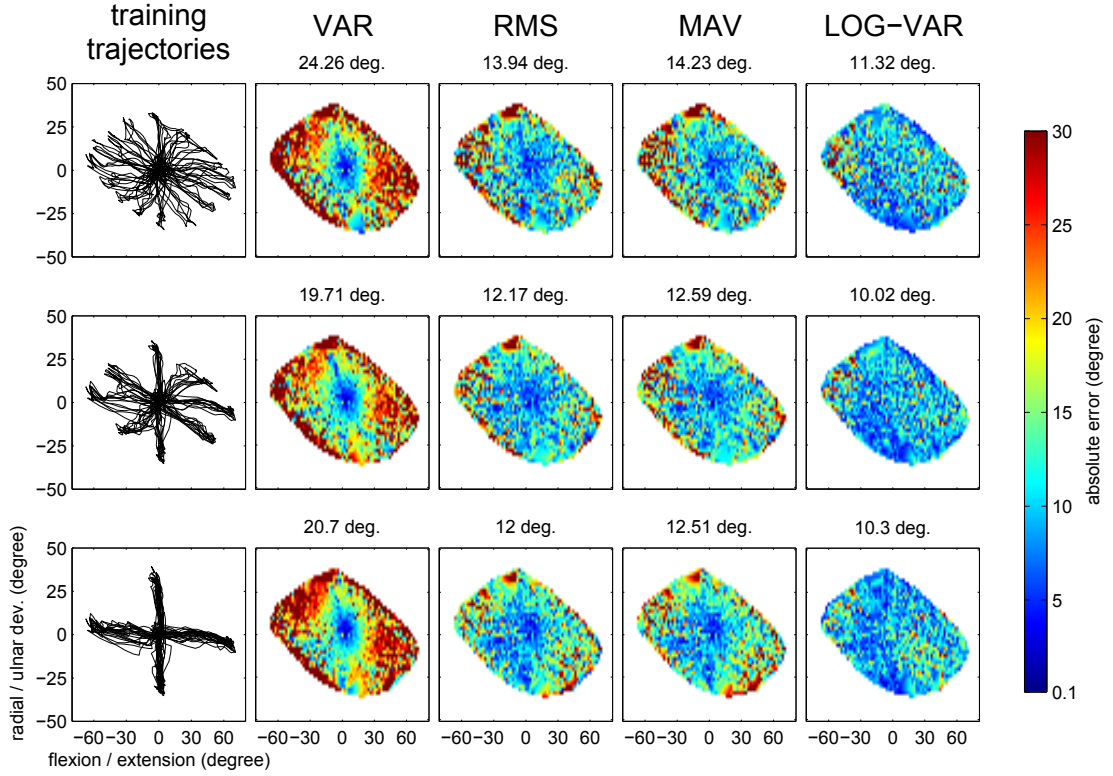 training
trajectories
VAR
RMS
MAV
LOG−VAR
24.26 deg.
13.94 deg.
14.23 deg.
11.32 deg.
50
25
0
−25
−50
19.71 deg.
12.17 deg.
12.59 deg.
10.02 deg.
50
25
0
−25
−50
20.7 deg.
12 deg.
12.51 deg.
10.3 deg.
50
25
0
−25
−50
radial / ulnar dev. (degree)
−60 −30 0 30 60
−60 −30 0 30 60
−60 −30 0 30 60
−60 −30 0 30 60
−60 −30 0 30 60
flexion / extension (degree)
30
25
20
15
10
5
0.1
absolute error (degree)